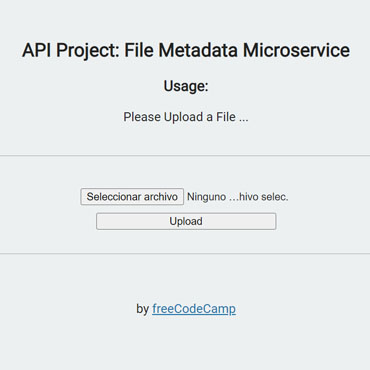 API Project: File Metadata Microservice
Usage:
Please Upload a File ...
Seleccionar archivo Ninguno …hivo selec.
Upload
by freeCodeCamp